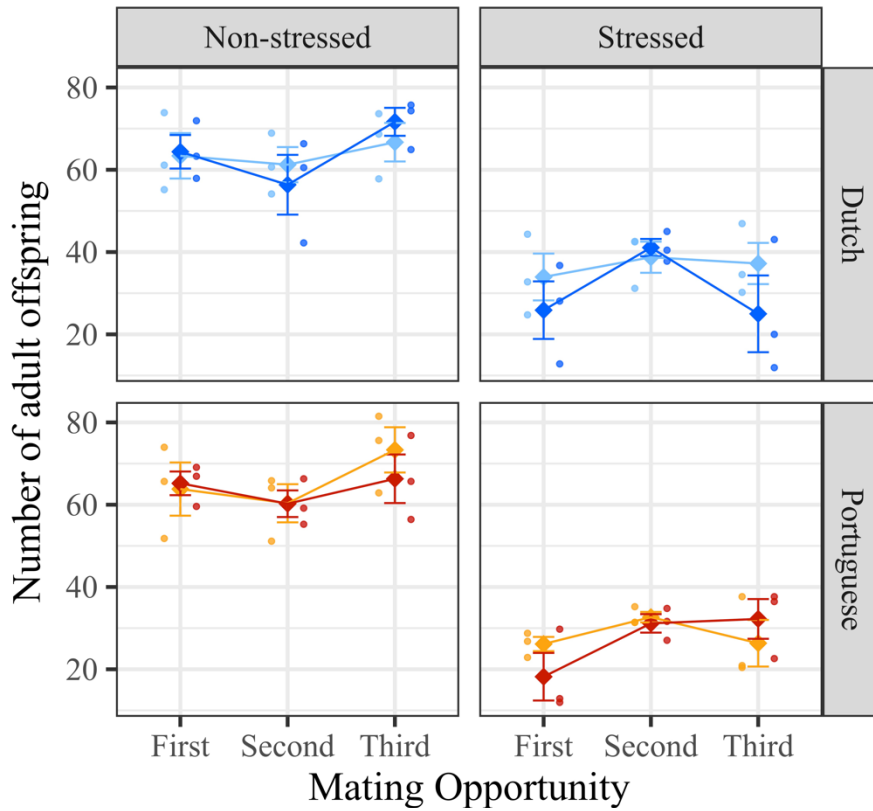 Non-stressed
Stressed
Number of adult offspring
80
60
40
20
Dutch
80
60
40
20
Portuguese
First
Second
Third
First
Second
Third
Mating Opportunity